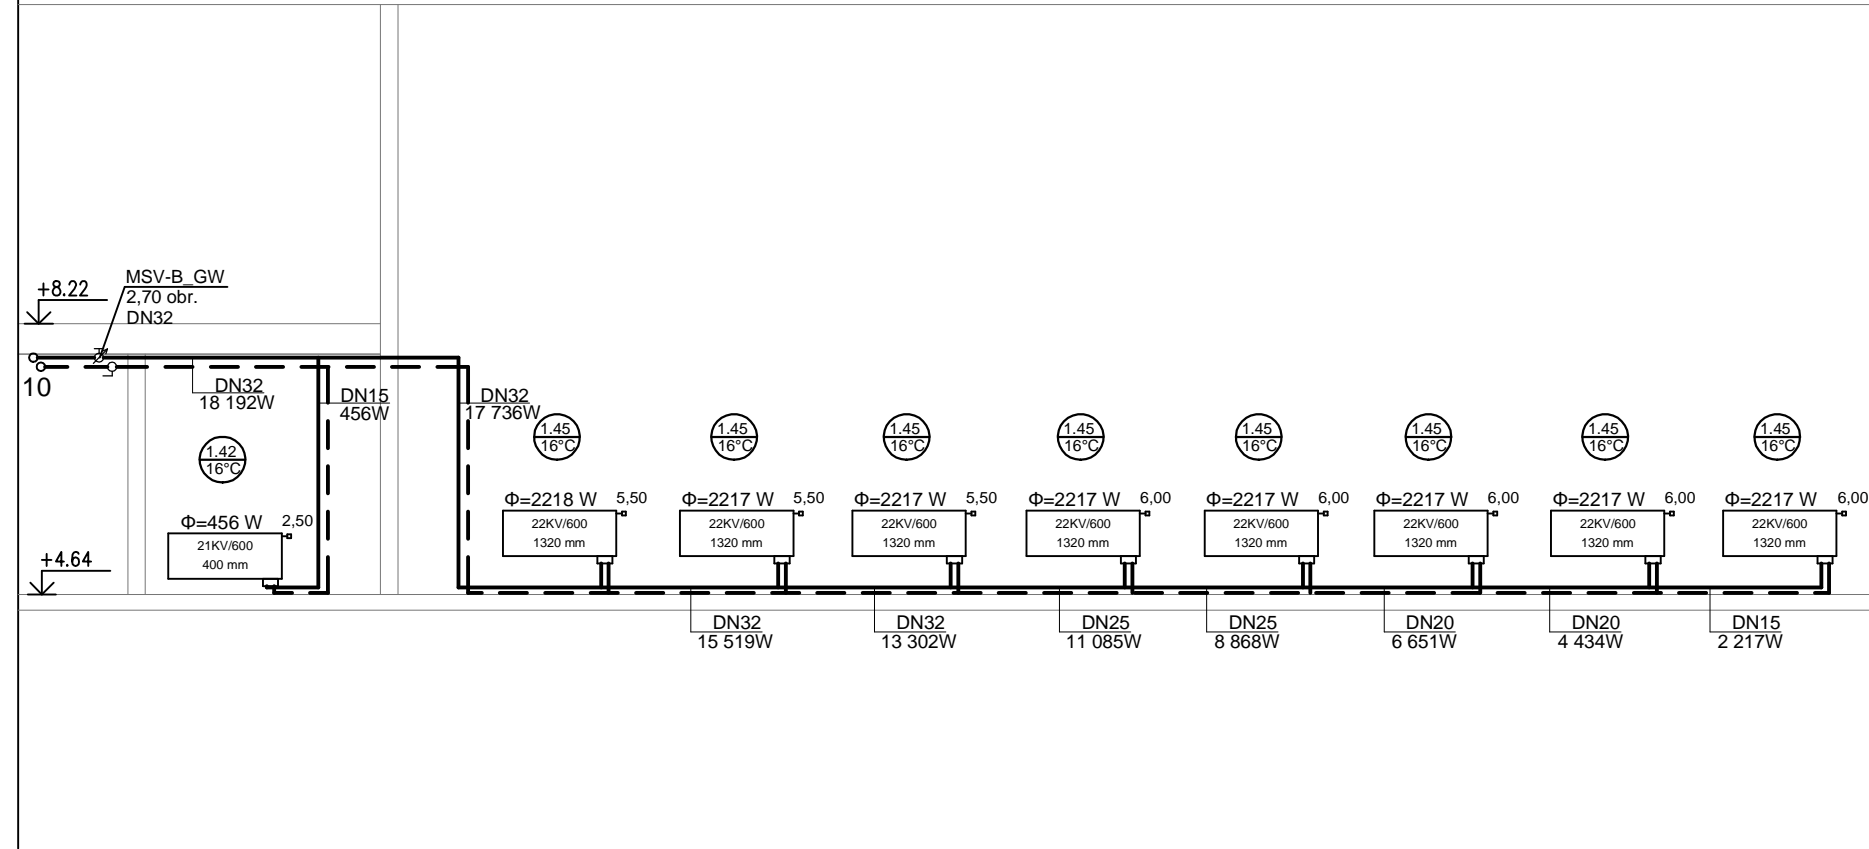 +8.22
MSV-B_GW
2,70 obr.
DN32
10
DN32
18 192W
DN15
456W
DN32
17 736W
1.42
16°C
1.45
16°C
1.45
16°C
1.45
16°C
1.45
16°C
1.45
16°C
1.45
16°C
1.45
16°C
1.45
16°C
Φ=456 W 2,50
21KV/600
400 mm
+4.64
Φ=2218 W 5,50
22KV/600
1320 mm
Φ=2217 W 5,50
22KV/600
1320 mm
Φ=2217 W 5,50
22KV/600
1320 mm
Φ=2217 W 6,00
22KV/600
1320 mm
Φ=2217 W 6,00
22KV/600
1320 mm
Φ=2217 W 6,00
22KV/600
1320 mm
Φ=2217 W 6,00
22KV/600
1320 mm
Φ=2217 W 6,00
22KV/600
1320 mm
DN32
15 519W
DN32
13 302W
DN25
11 085W
DN25
8 868W
DN20
6 651W
DN20
4 434W
DN15
2 217W